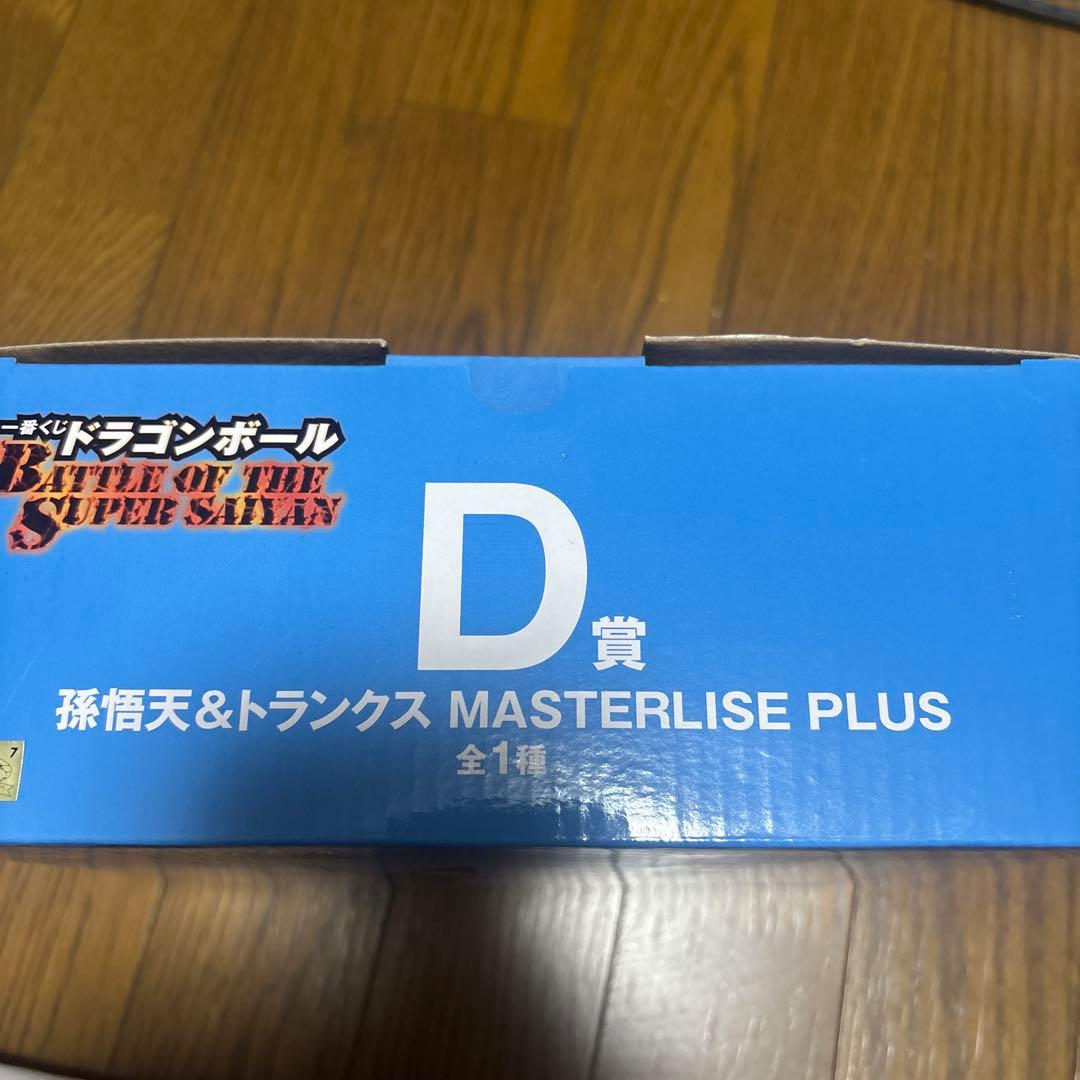 一番くじ ドラゴンボール
BATTLE OF THE
SUPER SAIYAN
D賞
孫悟天&トランクス MASTERLISE PLUS
全1種
7